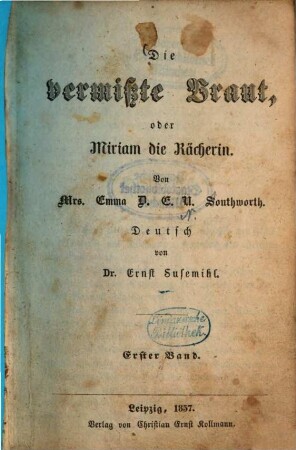 Die
vermißte Braut,
oder
Miriam die Rächerin.
Von
Mrs. Emma D. E. U. Southworth.
N.
Deutsch
von
Dr. Ernst Susemihl.
Bibliothek
Erster Band.
Leipzig, 1857.
Verlag von Christian Ernst Kollmann.